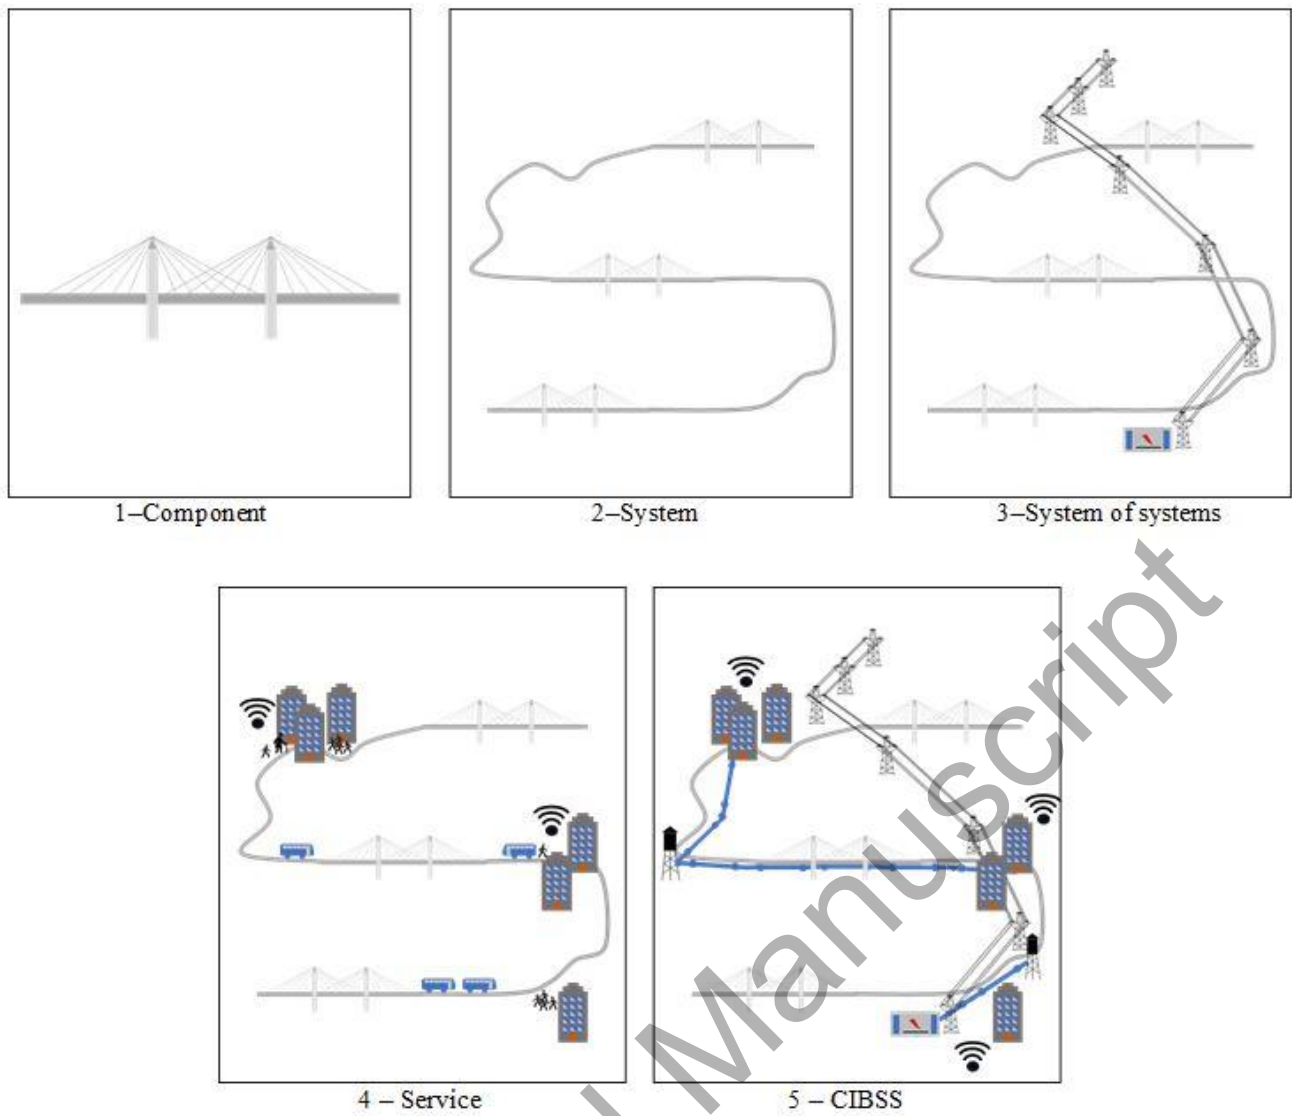 1–Component
2–System
3–System of systems
4 – Service
5 – CIBSS
Manuscript